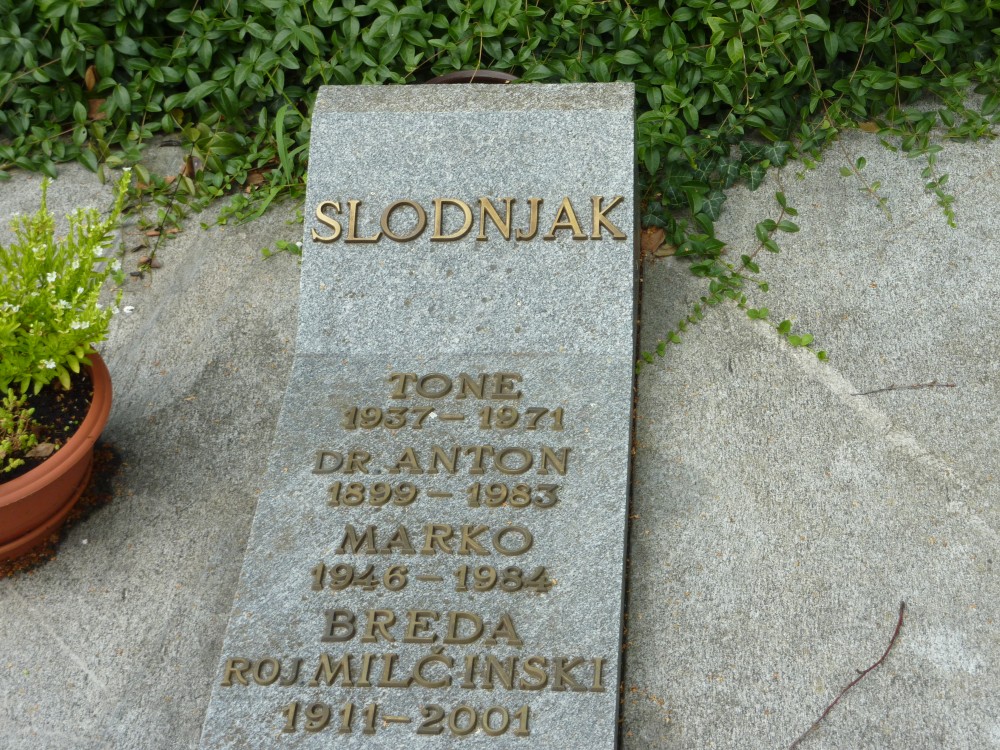 SLODNJAK
TONE
1937 – 1971
DR. ANTON
1899 – 1983
MARKO
1946 – 1984
BREDA
ROJ. MILČINSKI
1911 – 2001